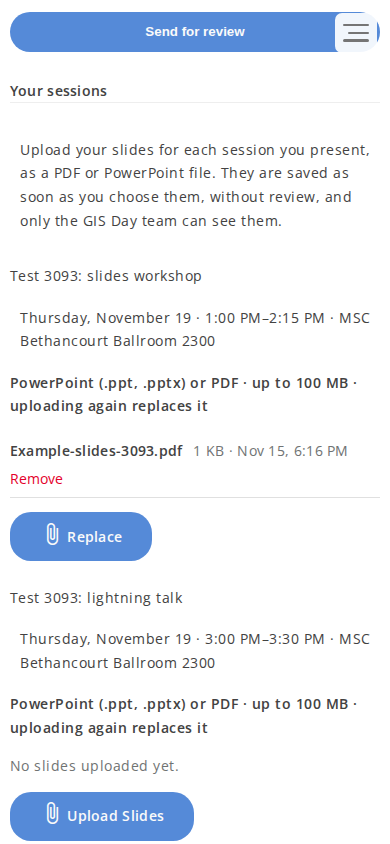 Send for review
Your sessions
Upload your slides for each session you present,
as a PDF or PowerPoint file. They are saved as
soon as you choose them, without review, and
only the GIS Day team can see them.
Test 3093: slides workshop
Thursday, November 19 · 1:00 PM–2:15 PM · MSC
Bethancourt Ballroom 2300
PowerPoint (.ppt, .pptx) or PDF · up to 100 MB ·
uploading again replaces it
Example-slides-3093.pdf 1 KB · Nov 15, 6:16 PM
Remove
Replace
Test 3093: lightning talk
Thursday, November 19 · 3:00 PM–3:30 PM · MSC
Bethancourt Ballroom 2300
PowerPoint (.ppt, .pptx) or PDF · up to 100 MB ·
uploading again replaces it
No slides uploaded yet.
Upload Slides